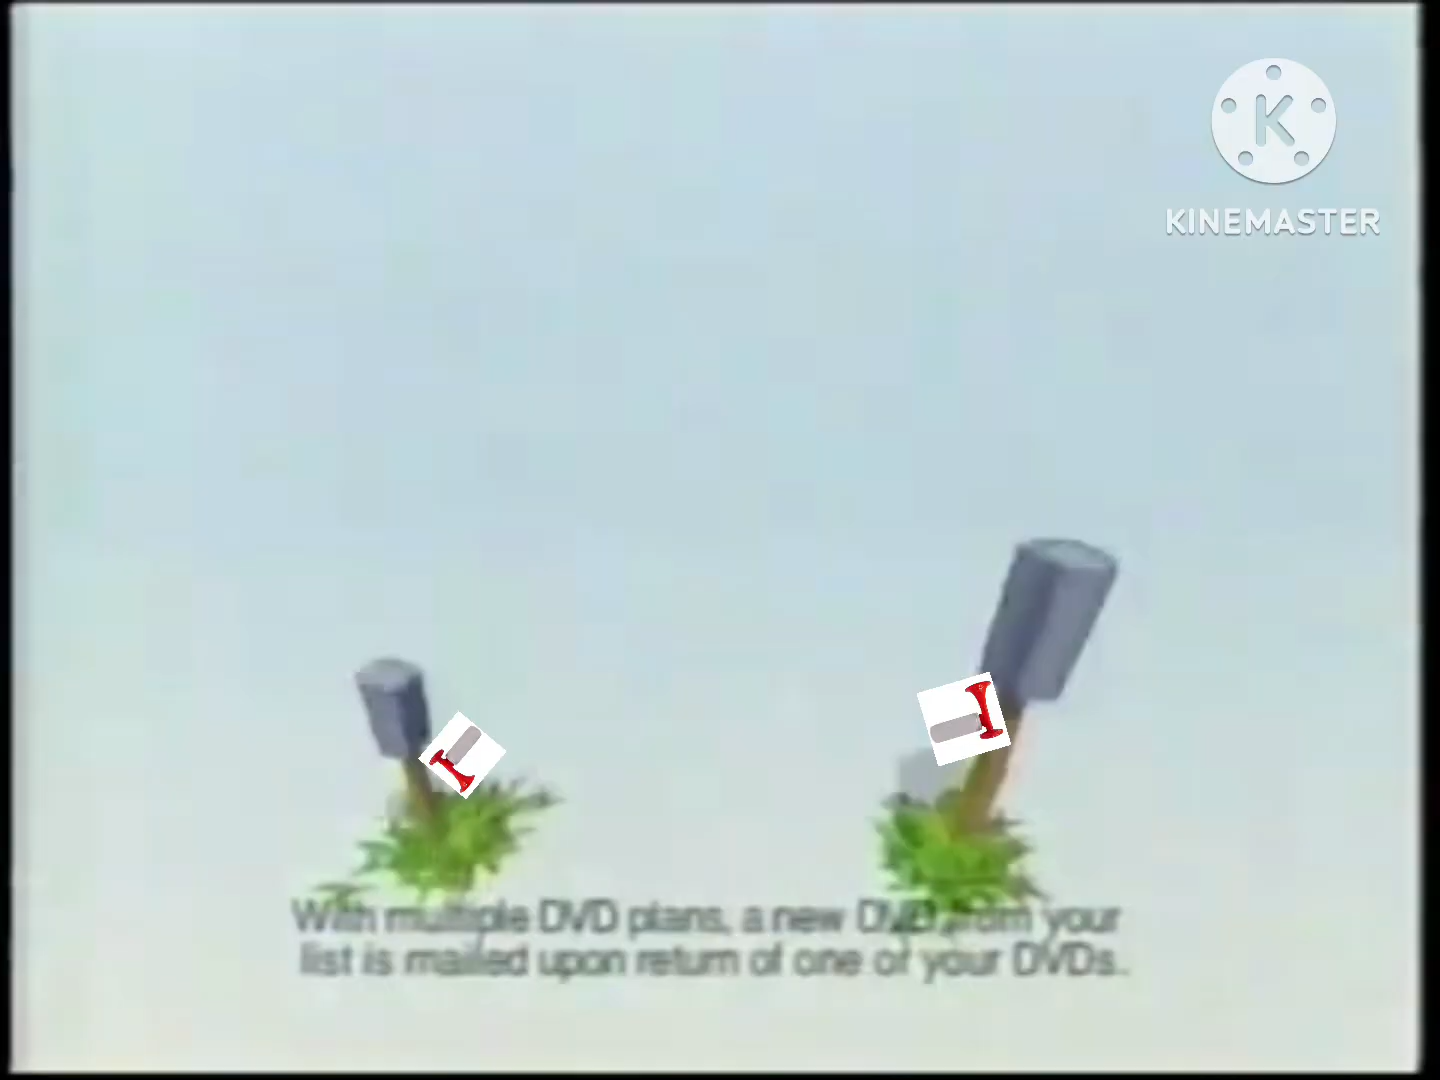 K
KINEMASTER
With multiple DVD plans, a new DVD from your
list is mailed upon return of one of your DVDs.